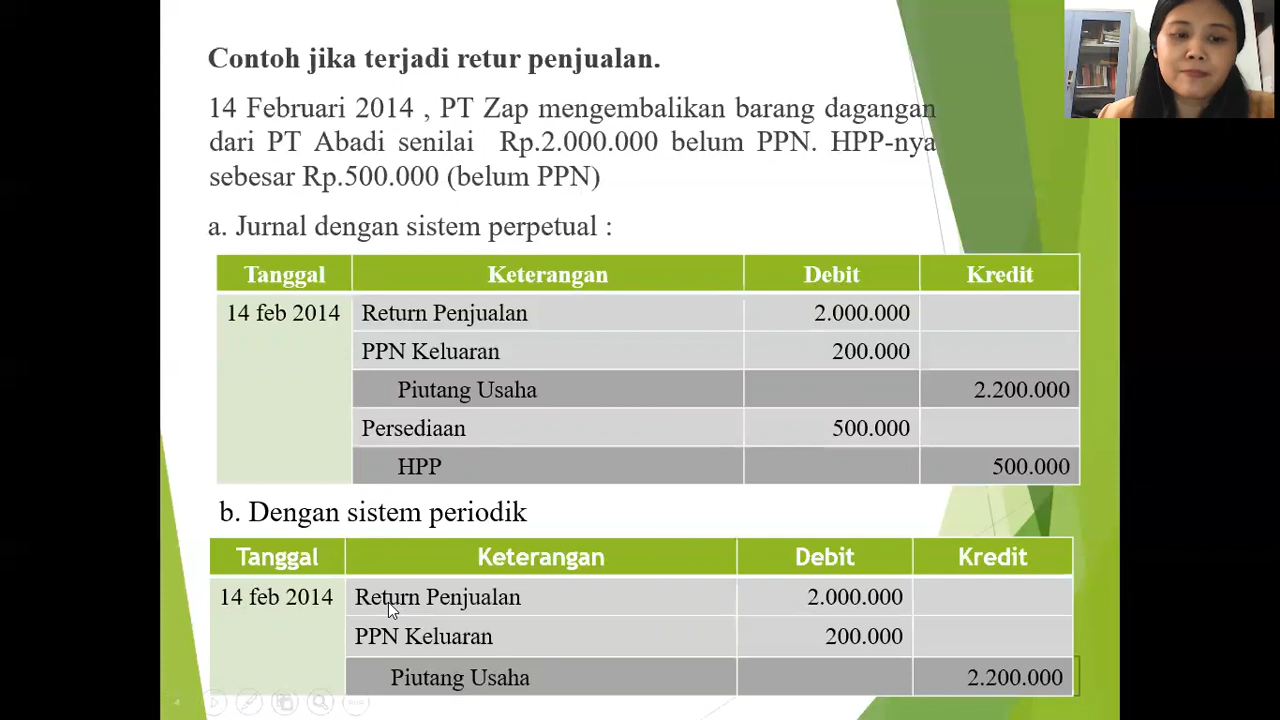 Contoh jika terjadi retur penjualan.
14 Februari 2014 , PT Zap mengembalikan barang dagangan
dari PT Abadi senilai Rp.2.000.000 belum PPN. HPP-nya
sebesar Rp.500.000 (belum PPN)
a. Jurnal dengan sistem perpetual :
Tanggal Keterangan Debit Kredit
14 feb 2014 Return Penjualan 2.000.000
PPN Keluaran 200.000
Piutang Usaha 2.200.000
Persediaan 500.000
HPP 500.000
b. Dengan sistem periodik
Tanggal Keterangan Debit Kredit
14 feb 2014 Return Penjualan 2.000.000
PPN Keluaran 200.000
Piutang Usaha 2.200.000
4